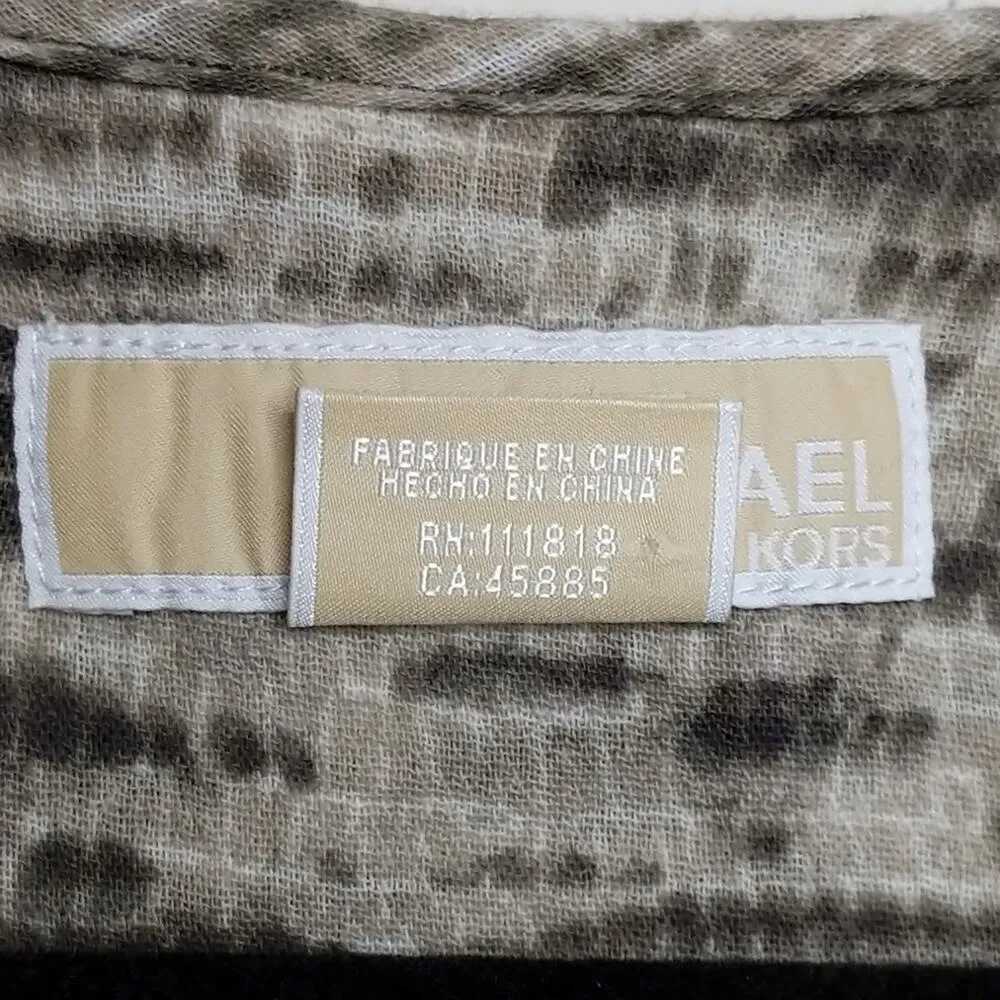 FABRIQUE EN CHINE
HECHO EN CHINA
RN:111818
CA:45885
AEL
KORS